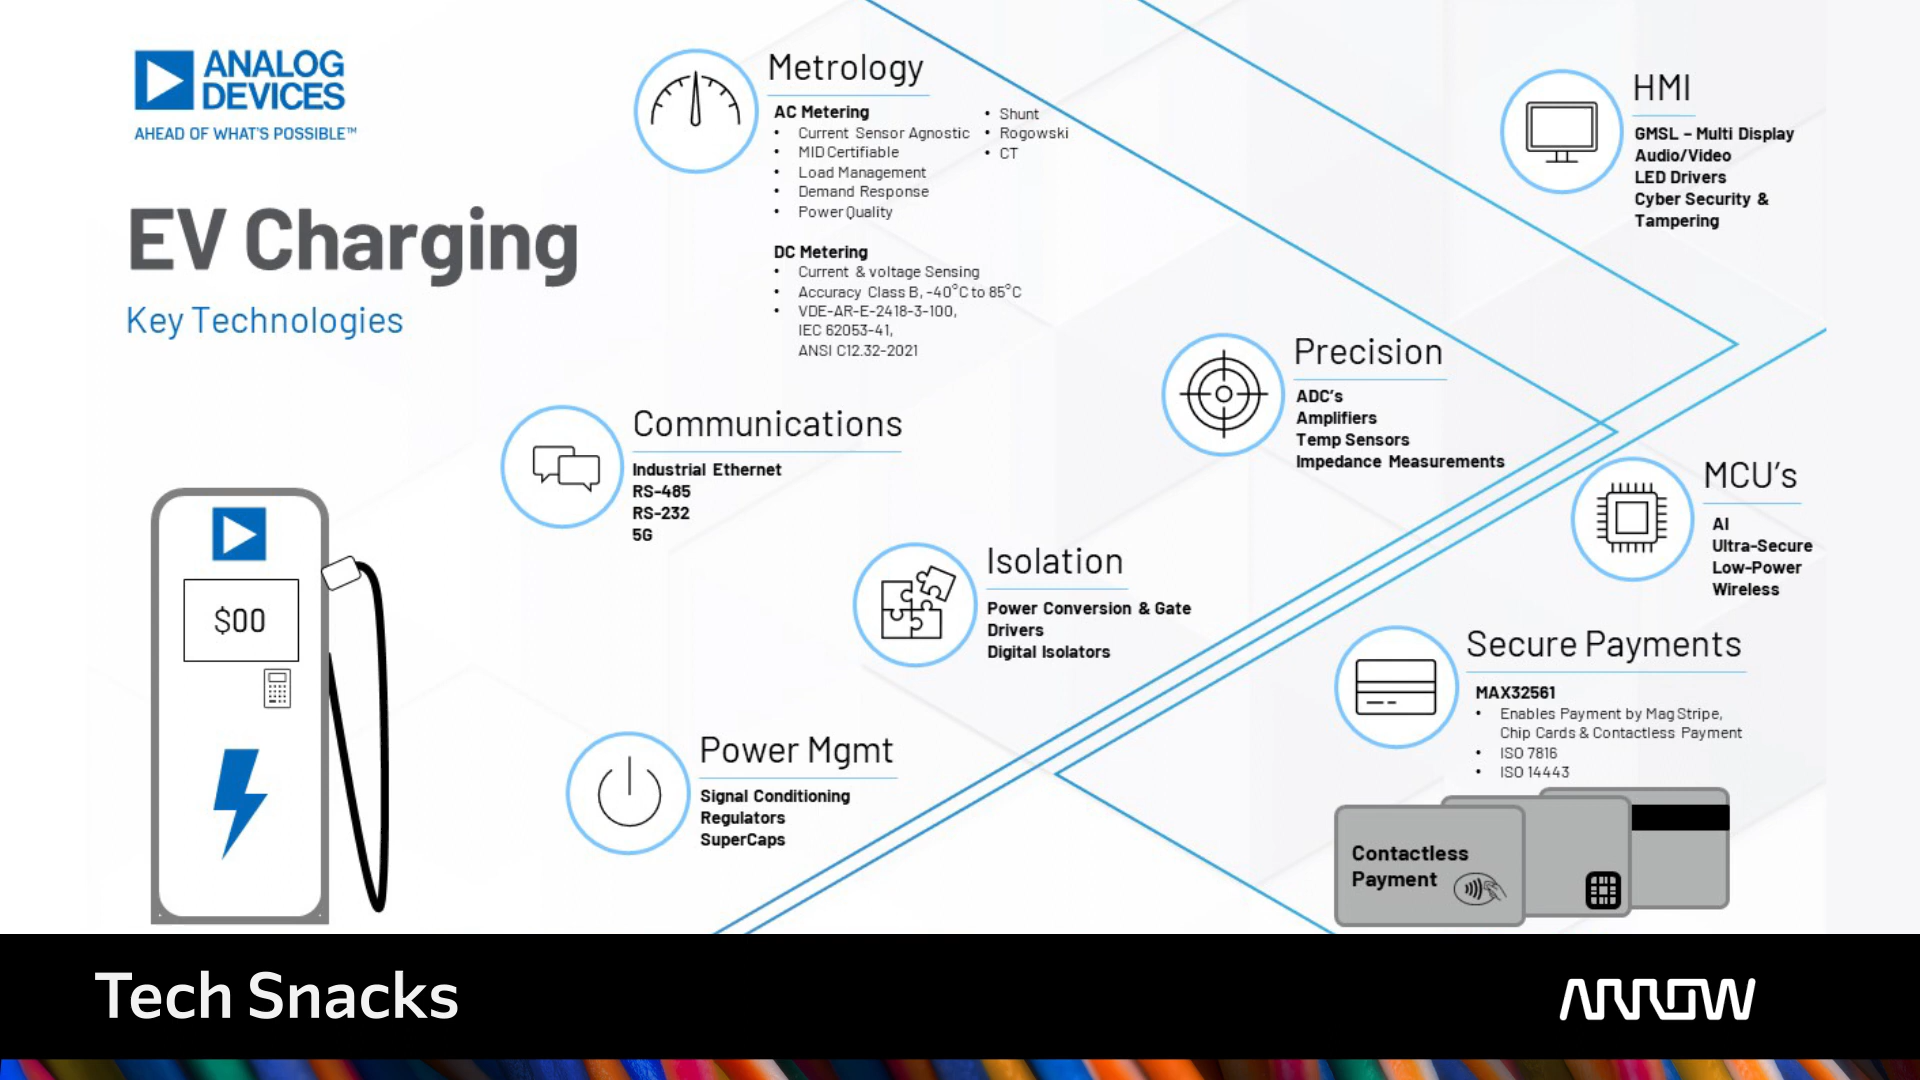 ANALOG
DEVICES
AHEAD OF WHAT'S POSSIBLE™
EV Charging
Key Technologies
Metrology
AC Metering
• Current Sensor Agnostic
• MID Certifiable
• Load Management
• Demand Response
• Power Quality
• Shunt
• Rogowski
• CT
DC Metering
• Current & voltage Sensing
• Accuracy Class B, -40°C to 85°C
• VDE-AR-E-2418-3-100,
IEC 62053-41,
ANSI C12.32-2021
HMI
GMSL – Multi Display
Audio/Video
LED Drivers
Cyber Security &
Tampering
Precision
ADC's
Amplifiers
Temp Sensors
Impedance Measurements
Communications
Industrial Ethernet
RS-485
RS-232
5G
MCU's
AI
Ultra-Secure
Low-Power
Wireless
Isolation
Power Conversion & Gate
Drivers
Digital Isolators
$00
Secure Payments
MAX32561
• Enables Payment by Mag Stripe,
Chip Cards & Contactless Payment
• ISO 7816
• ISO 14443
Power Mgmt
Signal Conditioning
Regulators
SuperCaps
Contactless
Payment
Tech Snacks
ARROW